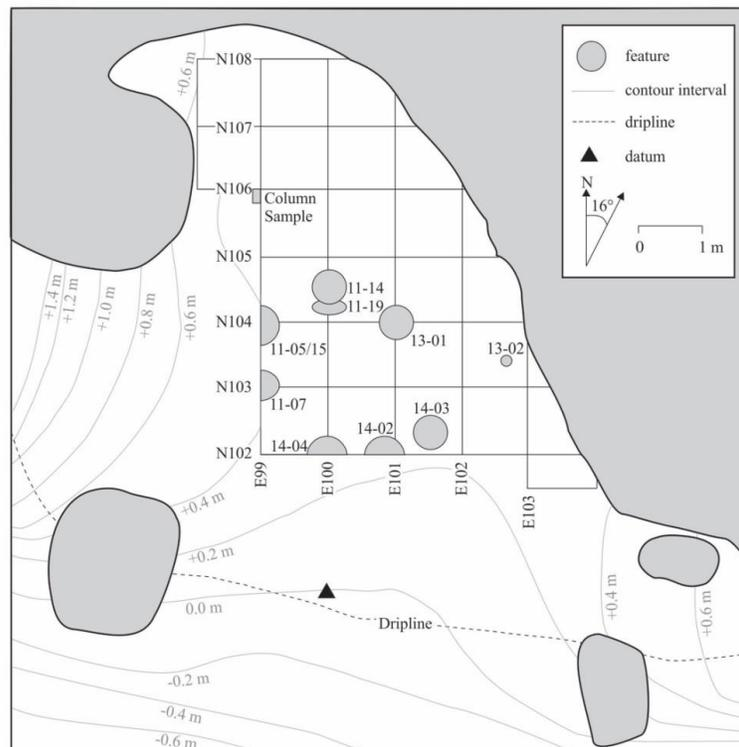 feature
contour interval
dripline
datum
N
16°
0 1 m
N108
+0.6 m
N107
N106
Column
Sample
N105
+1.4 m
+1.2 m
+1.0 m
+0.8 m
+0.6 m
11-14
11-19
N104
11-05/15
13-01
13-02
N103
11-07
14-03
14-02
14-04
N102
E99
E100
E101
E102
E103
+0.4 m
+0.2 m
0.0 m
Dripline
+0.4 m
+0.6 m
-0.2 m
-0.4 m
-0.6 m